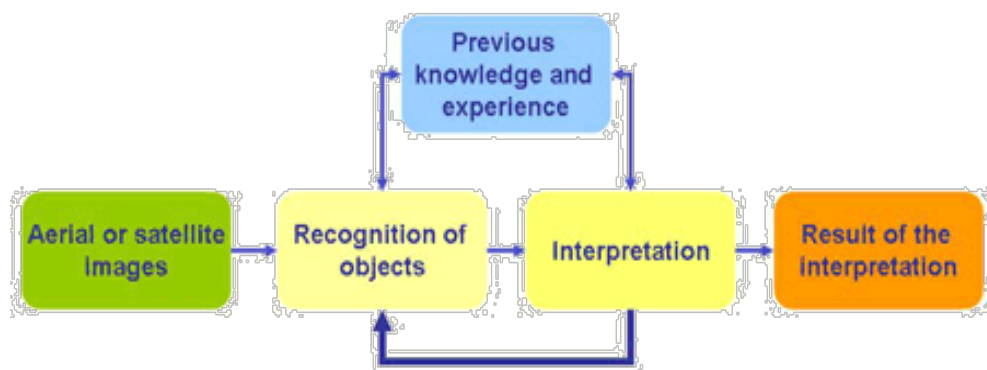 Previous
knowledge and
experience
Aerial or satellite
images
Recognition of
objects
Interpretation
Result of the
interpretation